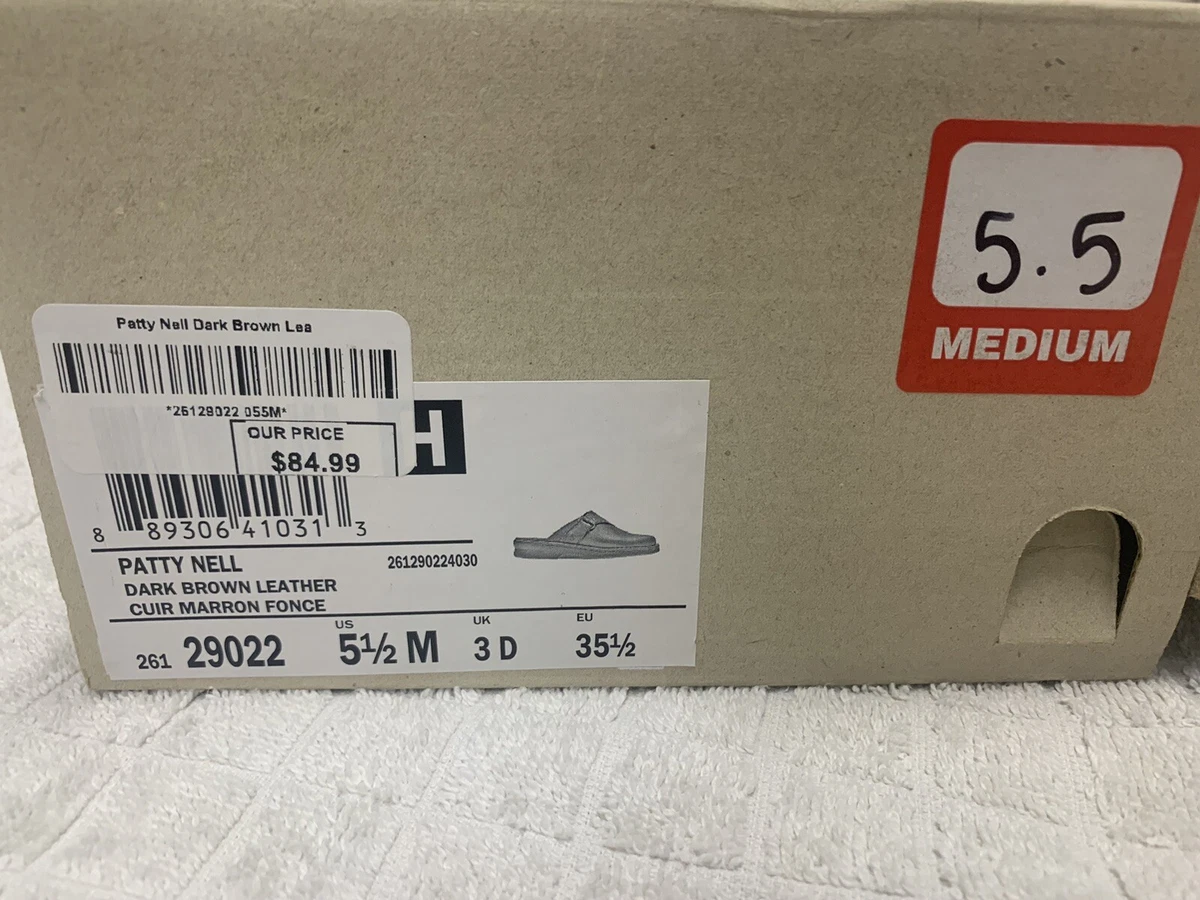 5.5
MEDIUM
Patty Nell Dark Brown Lea
*26129022 055M*
OUR PRICE
$84.99
H
8 89306 41031 3
PATTY NELL
261290224030
DARK BROWN LEATHER
CUIR MARRON FONCE
US
UK
EU
261 29022
5½ M
3 D
35½